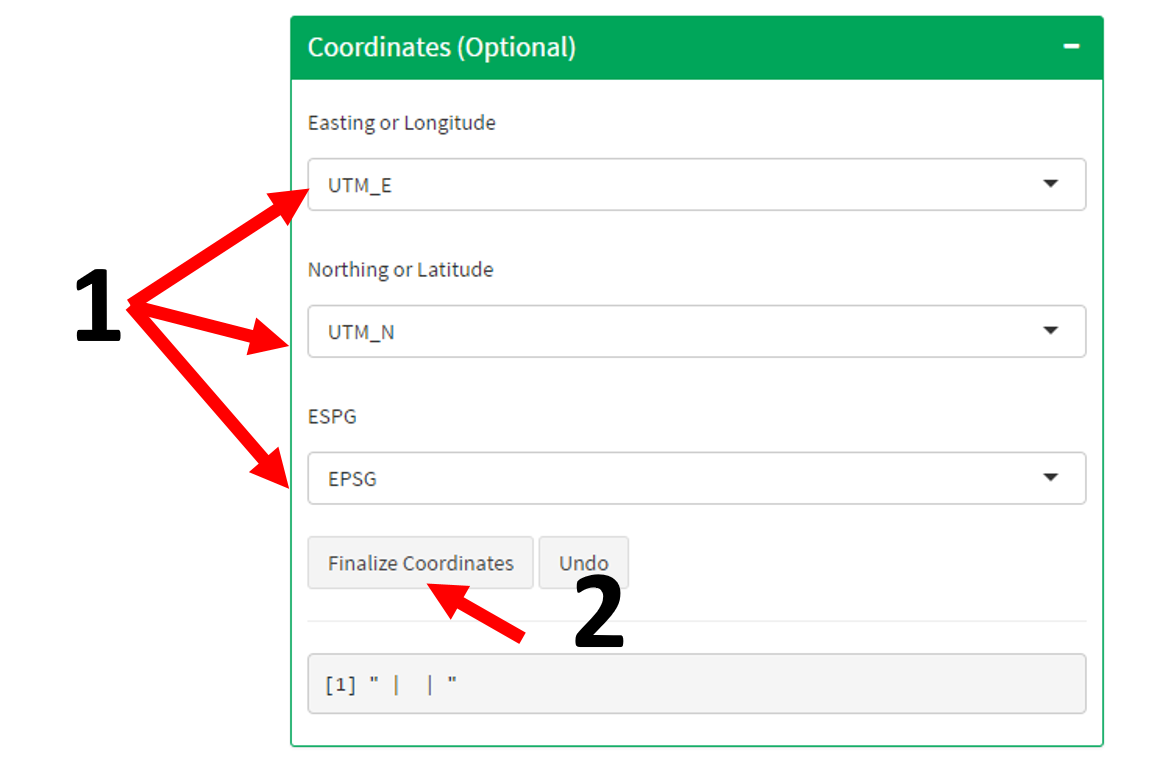 Coordinates (Optional)
Easting or Longitude
UTM_E
1
Northing or Latitude
UTM_N
ESPG
EPSG
Finalize Coordinates
Undo
2
[1] " |  | "